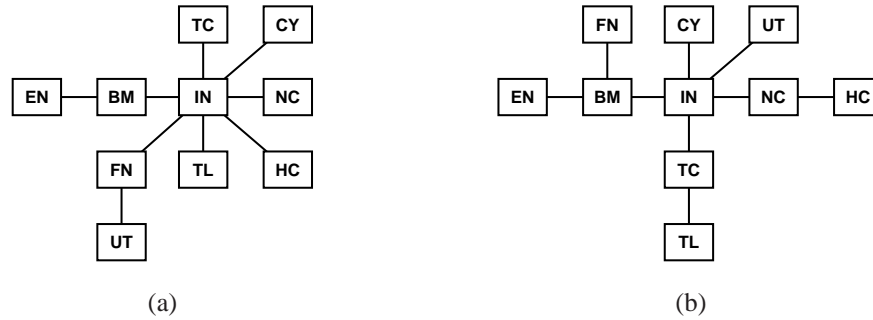 TC CY
EN BM IN NC
FN TL HC
UT
(a)
FN CY UT
EN BM IN NC HC
TC
TL
(b)